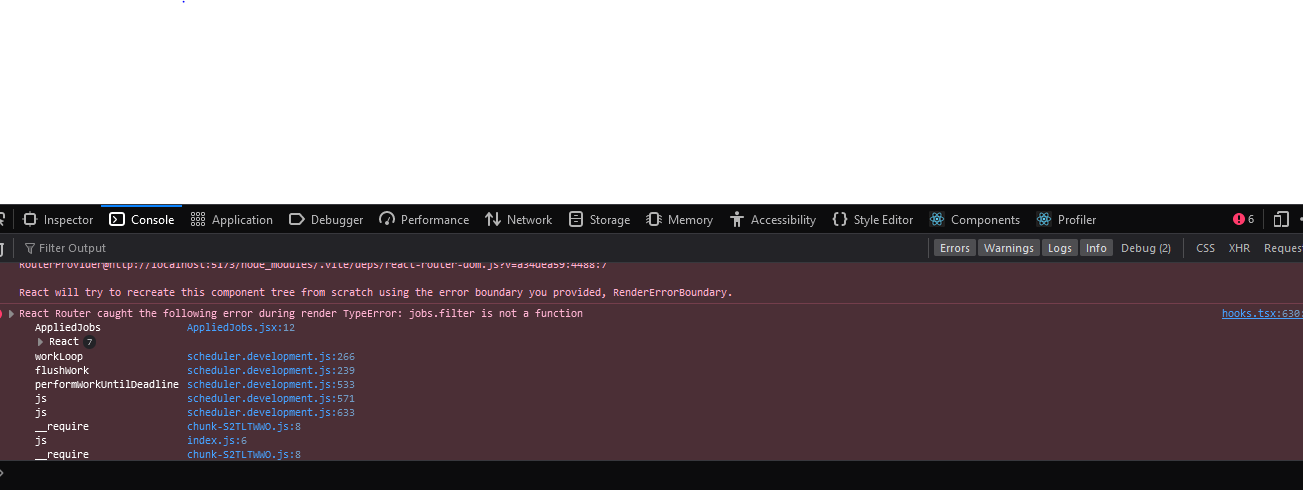 Inspector Console Application Debugger Performance Network Storage Memory Accessibility Style Editor Components Profiler 6
Filter Output Errors Warnings Logs Info Debug (2) CSS XHR Reques
RouterProvider@http://localhost:5173/node_modules/.vite/deps/react-router-dom.js?v=a34dea59:4488:7
React will try to recreate this component tree from scratch using the error boundary you provided, RenderErrorBoundary.
React Router caught the following error during render TypeError: jobs.filter is not a function hooks.tsx:630:
AppliedJobs AppliedJobs.jsx:12
React 7
workLoop scheduler.development.js:266
flushWork scheduler.development.js:239
performWorkUntilDeadline scheduler.development.js:533
js scheduler.development.js:571
js scheduler.development.js:633
__require chunk-S2TLTWWO.js:8
js index.js:6
__require chunk-S2TLTWWO.js:8